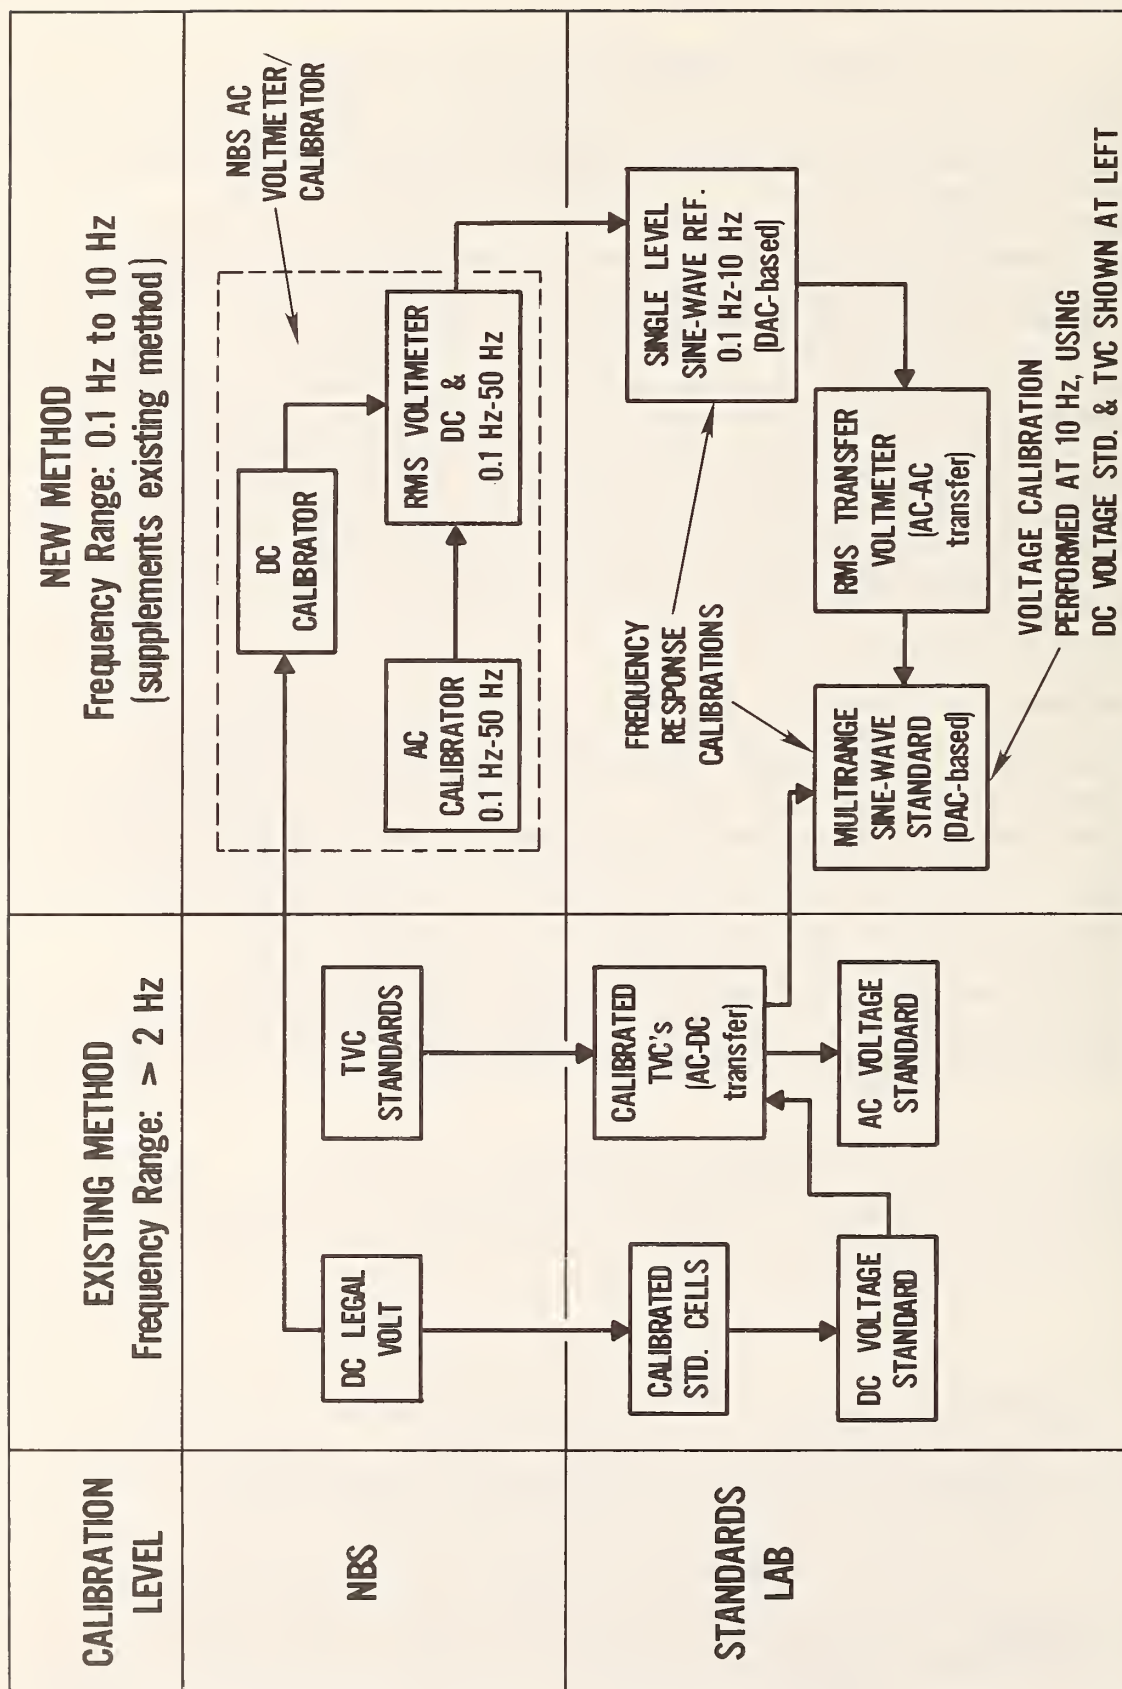 CALIBRATION
LEVEL
EXISTING METHOD
Frequency Range: > 2 Hz
NEW METHOD
Frequency Range: 0.1 Hz to 10 Hz
(supplements existing method)
NBS
DC LEGAL
VOLT
TVC
STANDARDS
DC
CALIBRATOR
AC
CALIBRATOR
0.1 Hz-50 Hz
RMS VOLTMETER
DC &
0.1 Hz-50 Hz
NBS AC
VOLTMETER/
CALIBRATOR
STANDARDS
LAB
CALIBRATED
STD. CELLS
DC VOLTAGE
STANDARD
CALIBRATED
TVC's
(AC-DC
transfer)
AC VOLTAGE
STANDARD
FREQUENCY
RESPONSE
CALIBRATIONS
SINGLE LEVEL
SINE-WAVE REF.
0.1 Hz-10 Hz
(DAC-based)
MULTIRANGE
SINE-WAVE
STANDARD
(DAC-based)
RMS TRANSFER
VOLTMETER
(AC-AC
transfer)
VOLTAGE CALIBRATION
PERFORMED AT 10 Hz, USING
DC VOLTAGE STD. & TVC SHOWN AT LEFT